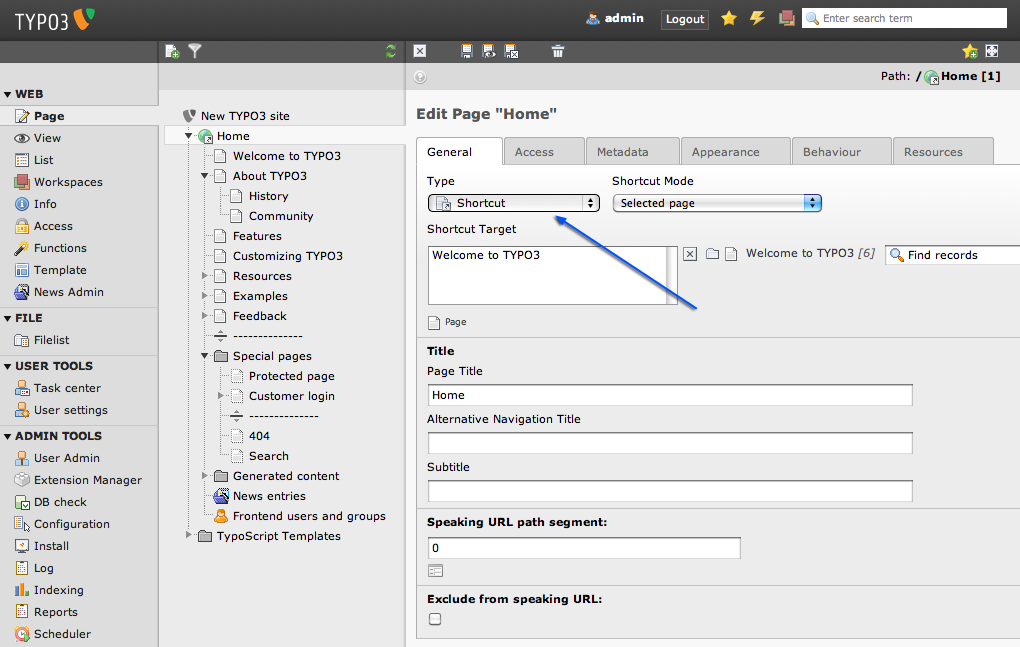 TYPO3
admin
Logout
Enter search term
Path: / Home [1]
WEB
Page
View
List
Workspaces
Info
Access
Functions
Template
News Admin
FILE
Filelist
USER TOOLS
Task center
User settings
ADMIN TOOLS
User Admin
Extension Manager
DB check
Configuration
Install
Log
Indexing
Reports
Scheduler
New TYPO3 site
Home
Welcome to TYPO3
About TYPO3
History
Community
Features
Customizing TYPO3
Resources
Examples
Feedback
--------------
Special pages
Protected page
Customer login
--------------
404
Search
Generated content
News entries
Frontend users and groups
TypoScript Templates
Edit Page "Home"
General
Access
Metadata
Appearance
Behaviour
Resources
Type
Shortcut Mode
Shortcut
Selected page
Shortcut Target
Welcome to TYPO3
Welcome to TYPO3 [6]
Find records
Page
Title
Page Title
Home
Alternative Navigation Title
Subtitle
Speaking URL path segment:
0
Exclude from speaking URL: